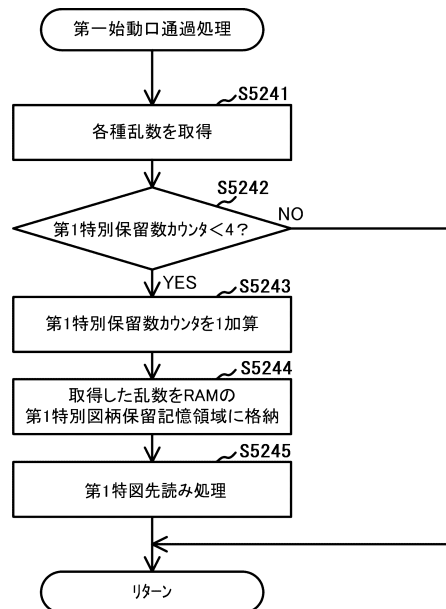 第一始動口通過処理
S5241
各種乱数を取得
S5242
第1特別保留数カウンタ<4?
NO
YES
S5243
第1特別保留数カウンタを1加算
S5244
取得した乱数をRAMの
第1特別図柄保留記憶領域に格納
S5245
第1特図先読み処理
リターン